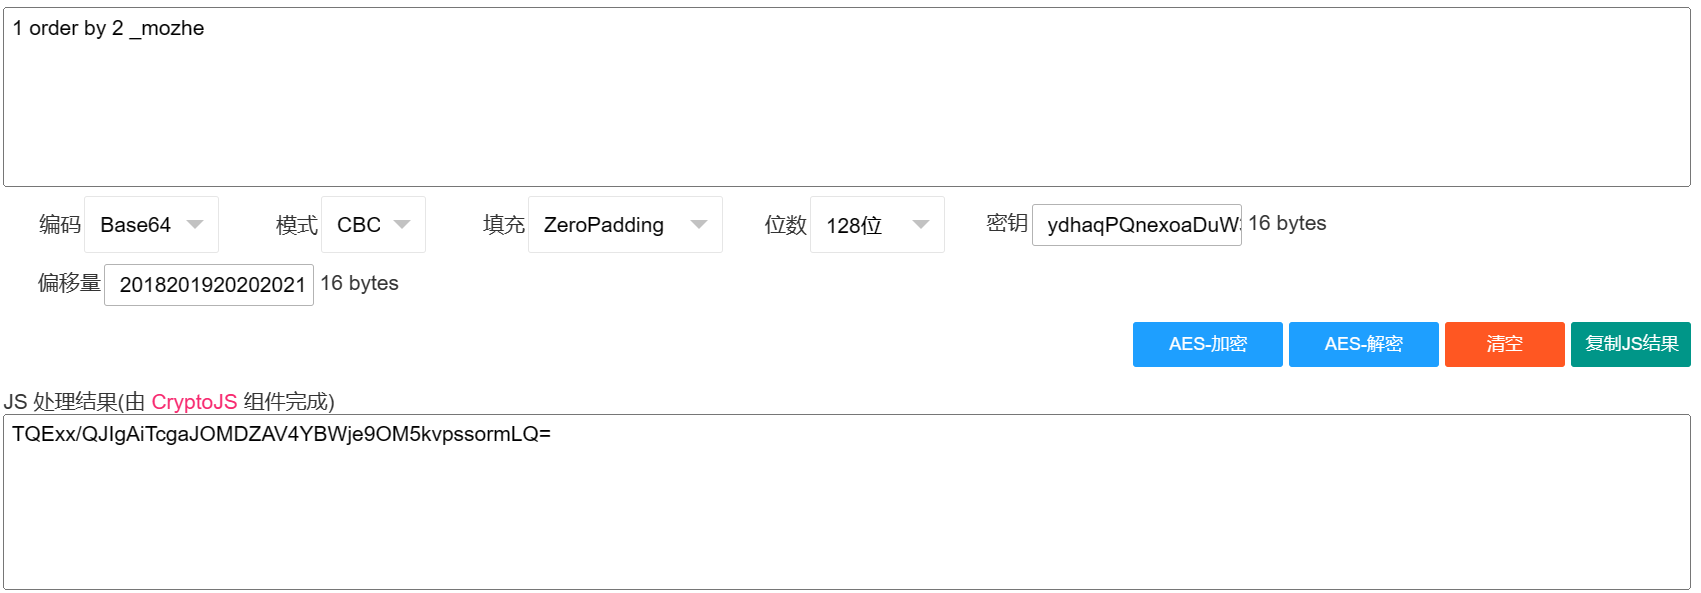 1 order by 2 _mozhe
编码 Base64 模式 CBC 填充 ZeroPadding 位数 128位 密钥 ydhaqPQnexoaDuW 16 bytes
偏移量 2018201920202021 16 bytes
AES-加密 AES-解密 清空 复制JS结果
JS 处理结果(由 CryptoJS 组件完成)
TQExx/QJIgAiTcgaJOMDZAV4YBWje9OM5kvpssormLQ=